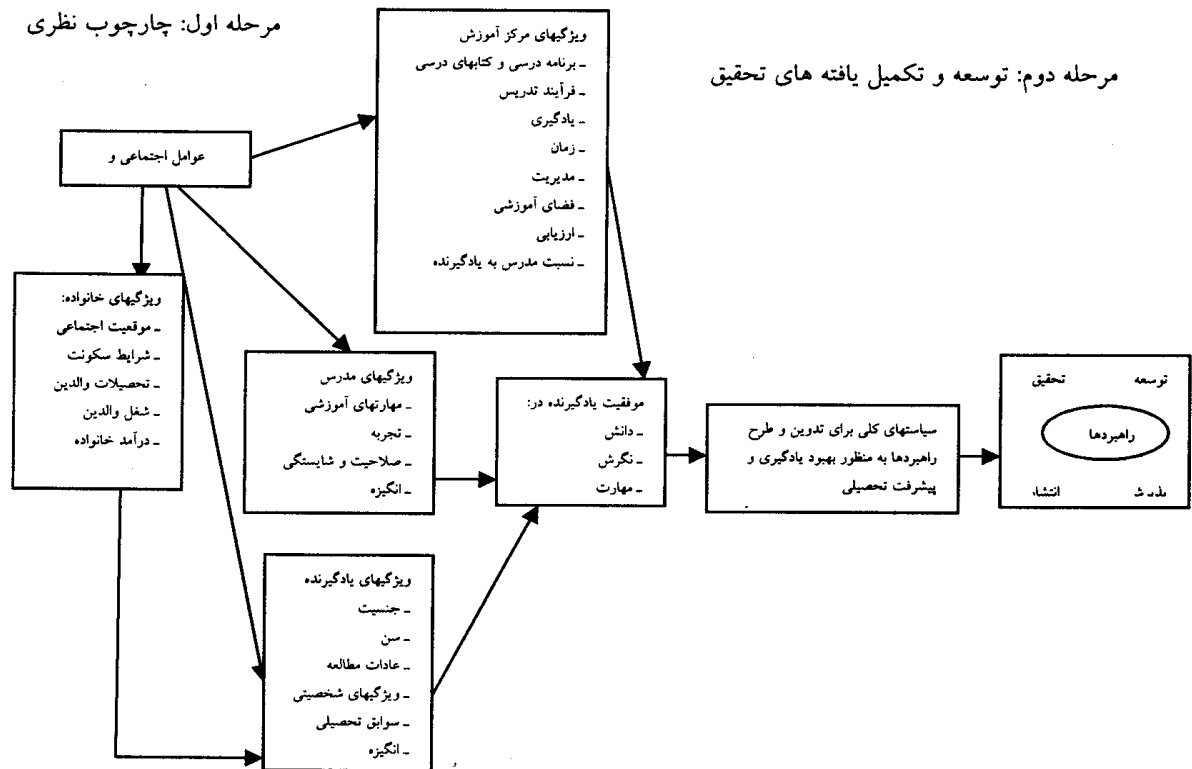 مرحله اول: چارچوب نظری
مرحله دوم: توسعه و تکمیل یافته های تحقیق
ویژگیهای مرکز آموزش
ـ برنامه درسی و کتابهای درسی
ـ فرآیند تدریس
ـ یادگیری
ـ زمان
ـ مدیریت
ـ فضای آموزشی
ـ ارزیابی
ـ نسبت مدرس به یادگیرنده
عوامل اجتماعی و
ویژگیهای خانواده:
ـ موقعیت اجتماعی
ـ شرایط سکونت
ـ تحصیلات والدین
ـ شغل والدین
ـ درآمد خانواده
ویژگیهای مدرس
ـ مهارتهای آموزشی
ـ تجربه
ـ صلاحیت و شایستگی
ـ انگیزه
ویژگیهای یادگیرنده
ـ جنسیت
ـ سن
ـ عادات مطالعه
ـ ویژگیهای شخصیتی
ـ سوابق تحصیلی
ـ انگیزه
موفقیت یادگیرنده در:
ـ دانش
ـ نگرش
ـ مهارت
سیاستهای کلی برای تدوین و طرح
راهبردها به منظور بهبود یادگیری و
پیشرفت تحصیلی
توسعه تحقیق
راهبردها
انتشار